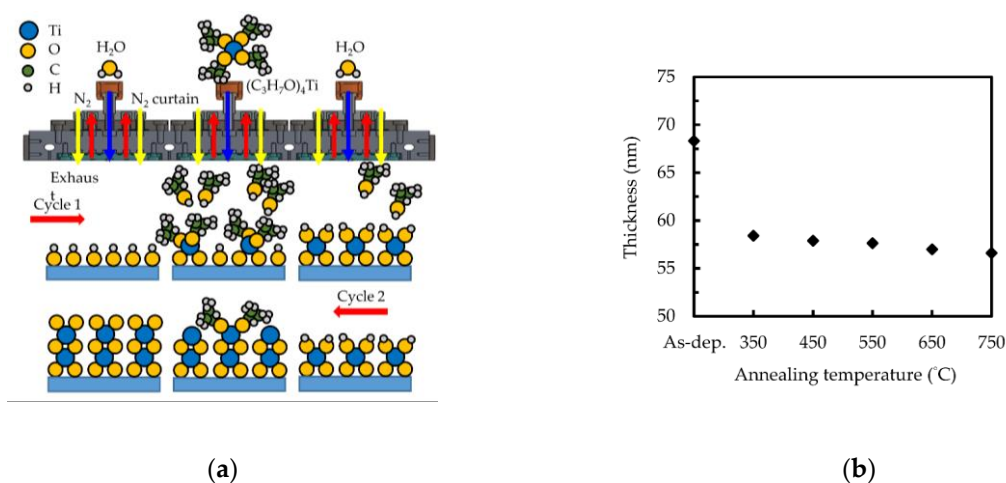 Ti
O
C
H
H₂O
(C₃H₇O)₄Ti
H₂O
N₂
N₂ curtain
Exhaus
t
Cycle 1
Cycle 2
(a)
Thickness (nm)
75
70
65
60
55
50
As-dep. 350 450 550 650 750
Annealing temperature (°C)
(b)